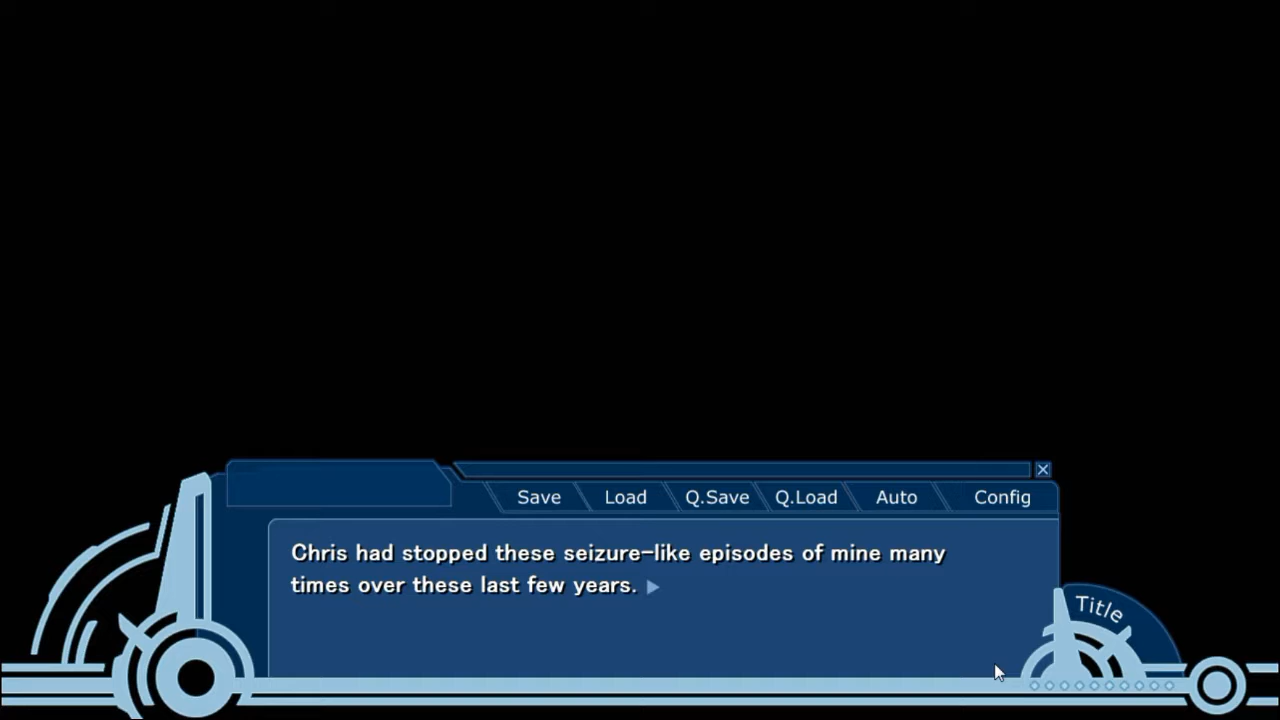 Save Load Q.Save Q.Load Auto Config
Chris had stopped these seizure-like episodes of mine many
times over these last few years.
Title